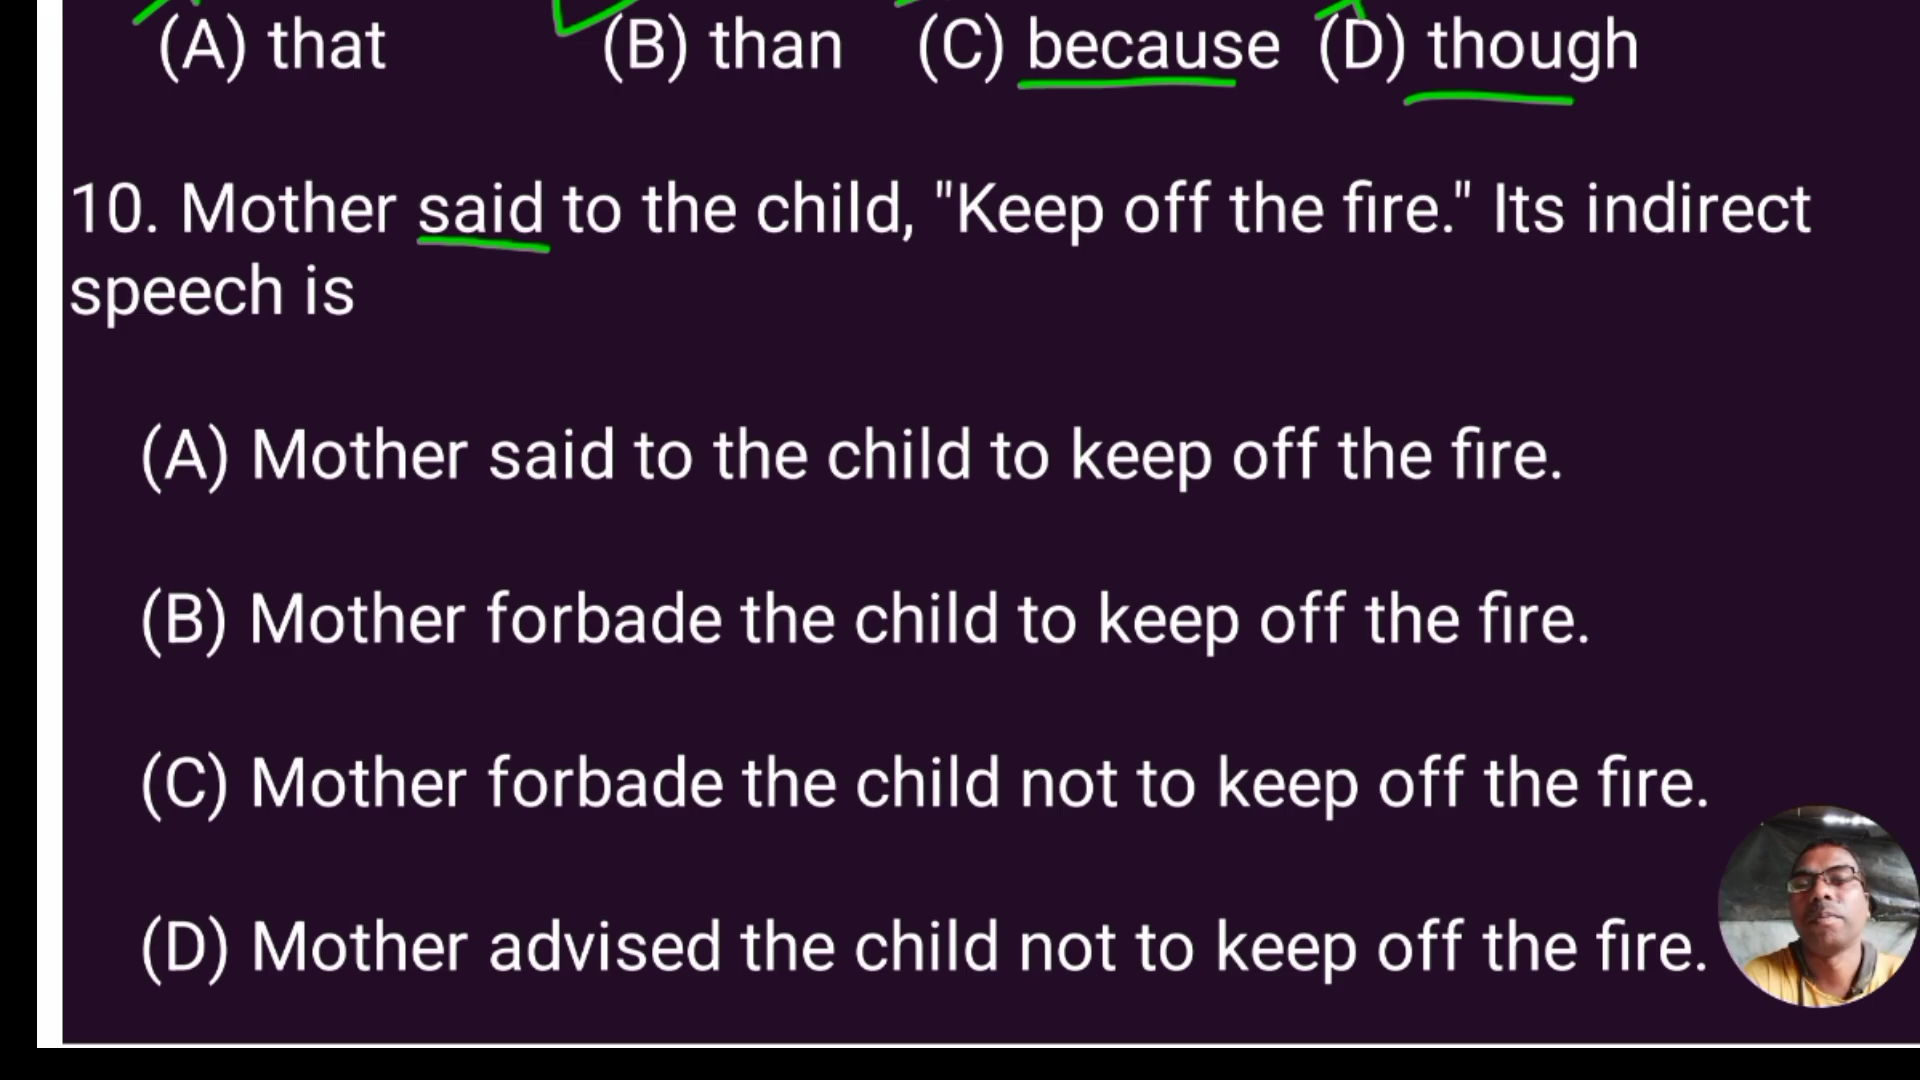 (A) that (B) than (C) because (D) though
10. Mother said to the child, "Keep off the fire." Its indirect
speech is
(A) Mother said to the child to keep off the fire.
(B) Mother forbade the child to keep off the fire.
(C) Mother forbade the child not to keep off the fire.
(D) Mother advised the child not to keep off the fire.